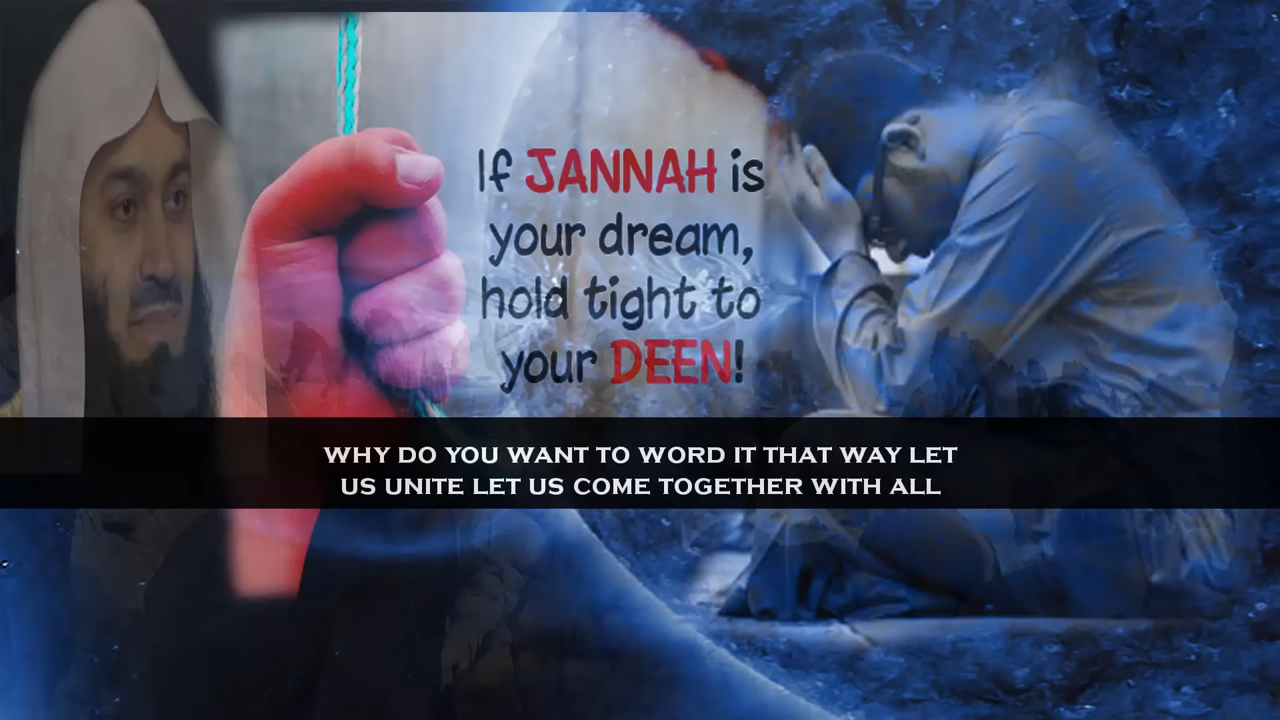 If JANNAH is
your dream,
hold tight to
your DEEN!
WHY DO YOU WANT TO WORD IT THAT WAY LET
US UNITE LET US COME TOGETHER WITH ALL